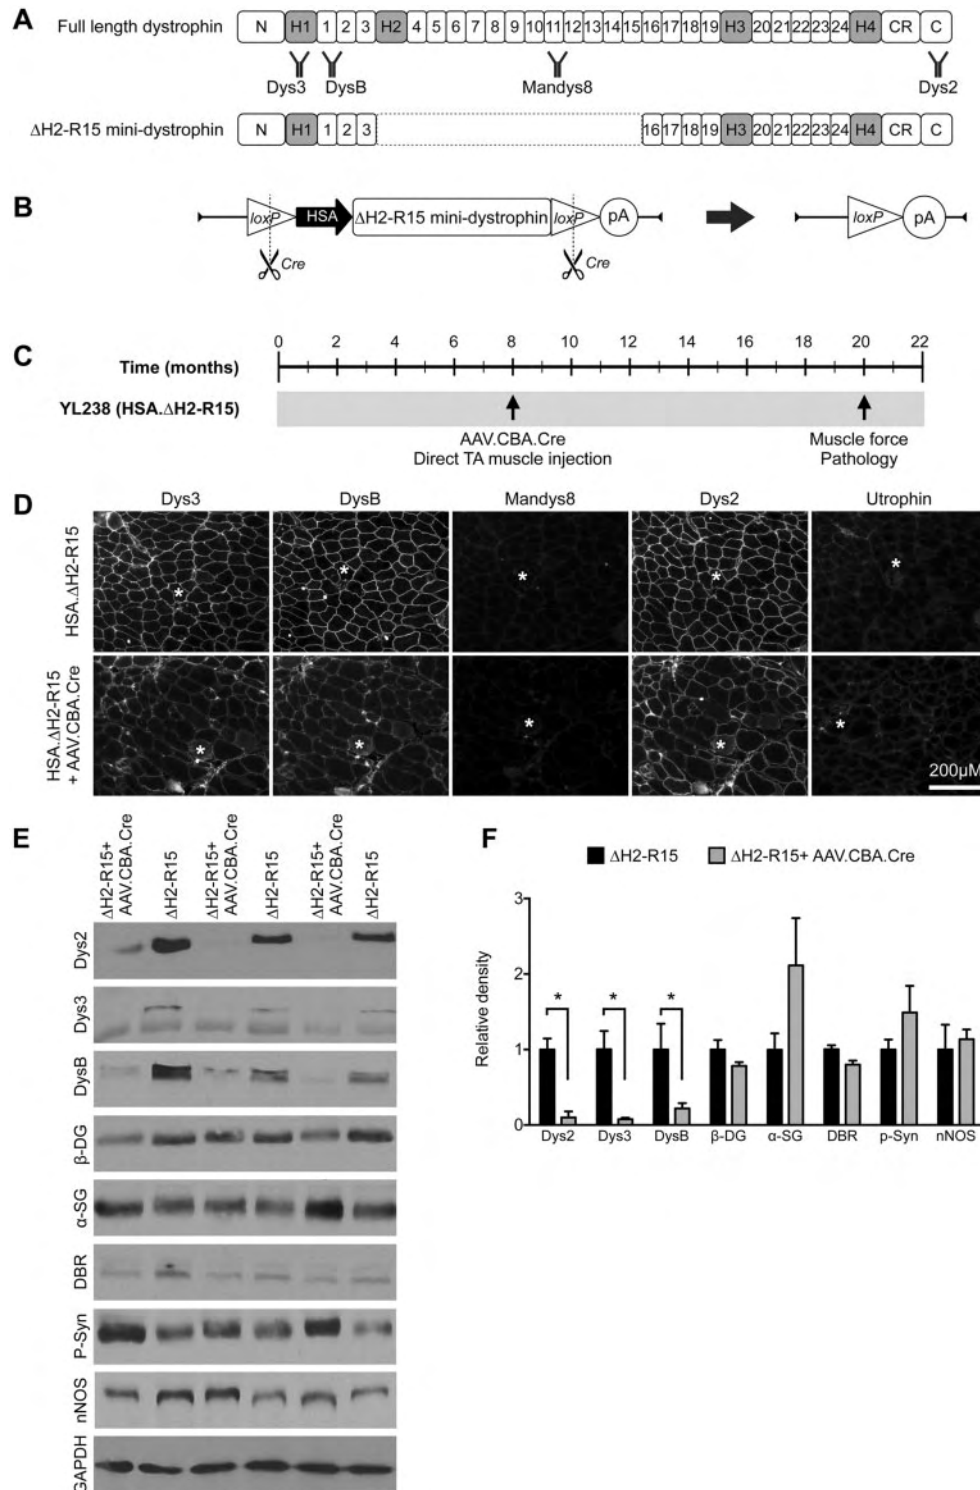 A
Full length dystrophin N H1 1 2 3 H2 4 5 6 7 8 9 10 11 12 13 14 15 16 17 18 19 H3 20 21 22 23 24 H4 CR C
Dys3 DysB Mandys8 Dys2
ΔH2-R15 mini-dystrophin N H1 1 2 3 16 17 18 19 H3 20 21 22 23 24 H4 CR C
B
loxP HSA ΔH2-R15 mini-dystrophin loxP pA loxP pA
Cre Cre
C
0 2 4 6 8 10 12 14 16 18 20 22
Time (months)
YL238 (HSA.ΔH2-R15)
AAV.CBA.Cre
Direct TA muscle injection
Muscle force
Pathology
D
Dys3 DysB Mandys8 Dys2 Utrophin
HSA.ΔH2-R15
* * * * *
HSA.ΔH2-R15
+ AAV.CBA.Cre
* * * * *
200µM
E
ΔH2-R15+
AAV.CBA.Cre
ΔH2-R15
ΔH2-R15+
AAV.CBA.Cre
ΔH2-R15
ΔH2-R15+
AAV.CBA.Cre
ΔH2-R15
Dys2
Dys3
DysB
β-DG
α-SG
DBR
P-Syn
nNOS
GAPDH
F
ΔH2-R15 ΔH2-R15+ AAV.CBA.Cre
Relative density
3
2
1
0
* * *
Dys2 Dys3 DysB β-DG α-SG DBR p-Syn nNOS